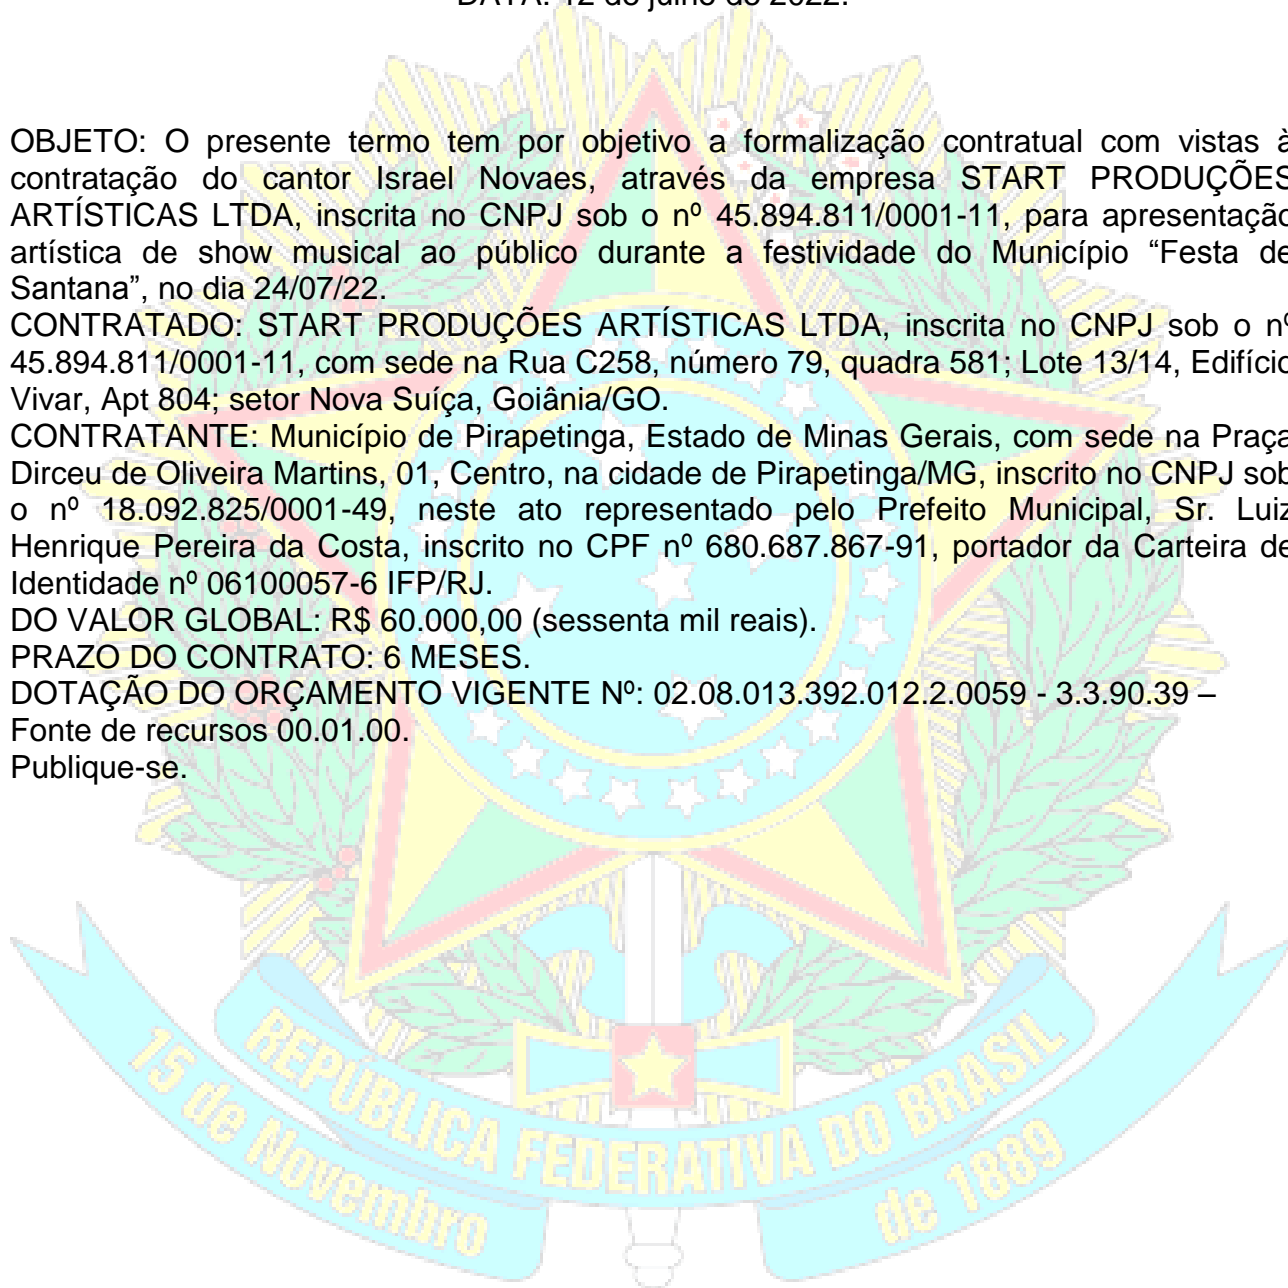 DATA: 12 de julho de 2022.
OBJETO: O presente termo tem por objetivo a formalização contratual com vistas à
contratação do cantor Israel Novaes, através da empresa START PRODUÇÕES
ARTÍSTICAS LTDA, inscrita no CNPJ sob o nº 45.894.811/0001-11, para apresentação
artística de show musical ao público durante a festividade do Município “Festa de
Santana”, no dia 24/07/22.
CONTRATADO: START PRODUÇÕES ARTÍSTICAS LTDA, inscrita no CNPJ sob o nº
45.894.811/0001-11, com sede na Rua C258, número 79, quadra 581; Lote 13/14, Edifício
Vivar, Apt 804; setor Nova Suíça, Goiânia/GO.
CONTRATANTE: Município de Pirapetinga, Estado de Minas Gerais, com sede na Praça
Dirceu de Oliveira Martins, 01, Centro, na cidade de Pirapetinga/MG, inscrito no CNPJ sob
o nº 18.092.825/0001-49, neste ato representado pelo Prefeito Municipal, Sr. Luiz
Henrique Pereira da Costa, inscrito no CPF nº 680.687.867-91, portador da Carteira de
Identidade nº 06100057-6 IFP/RJ.
DO VALOR GLOBAL: R$ 60.000,00 (sessenta mil reais).
PRAZO DO CONTRATO: 6 MESES.
DOTAÇÃO DO ORÇAMENTO VIGENTE Nº: 02.08.013.392.012.2.0059 - 3.3.90.39 –
Fonte de recursos 00.01.00.
Publique-se.
REPÚBLICA FEDERATIVA DO BRASIL
15 de Novembro
de 1889